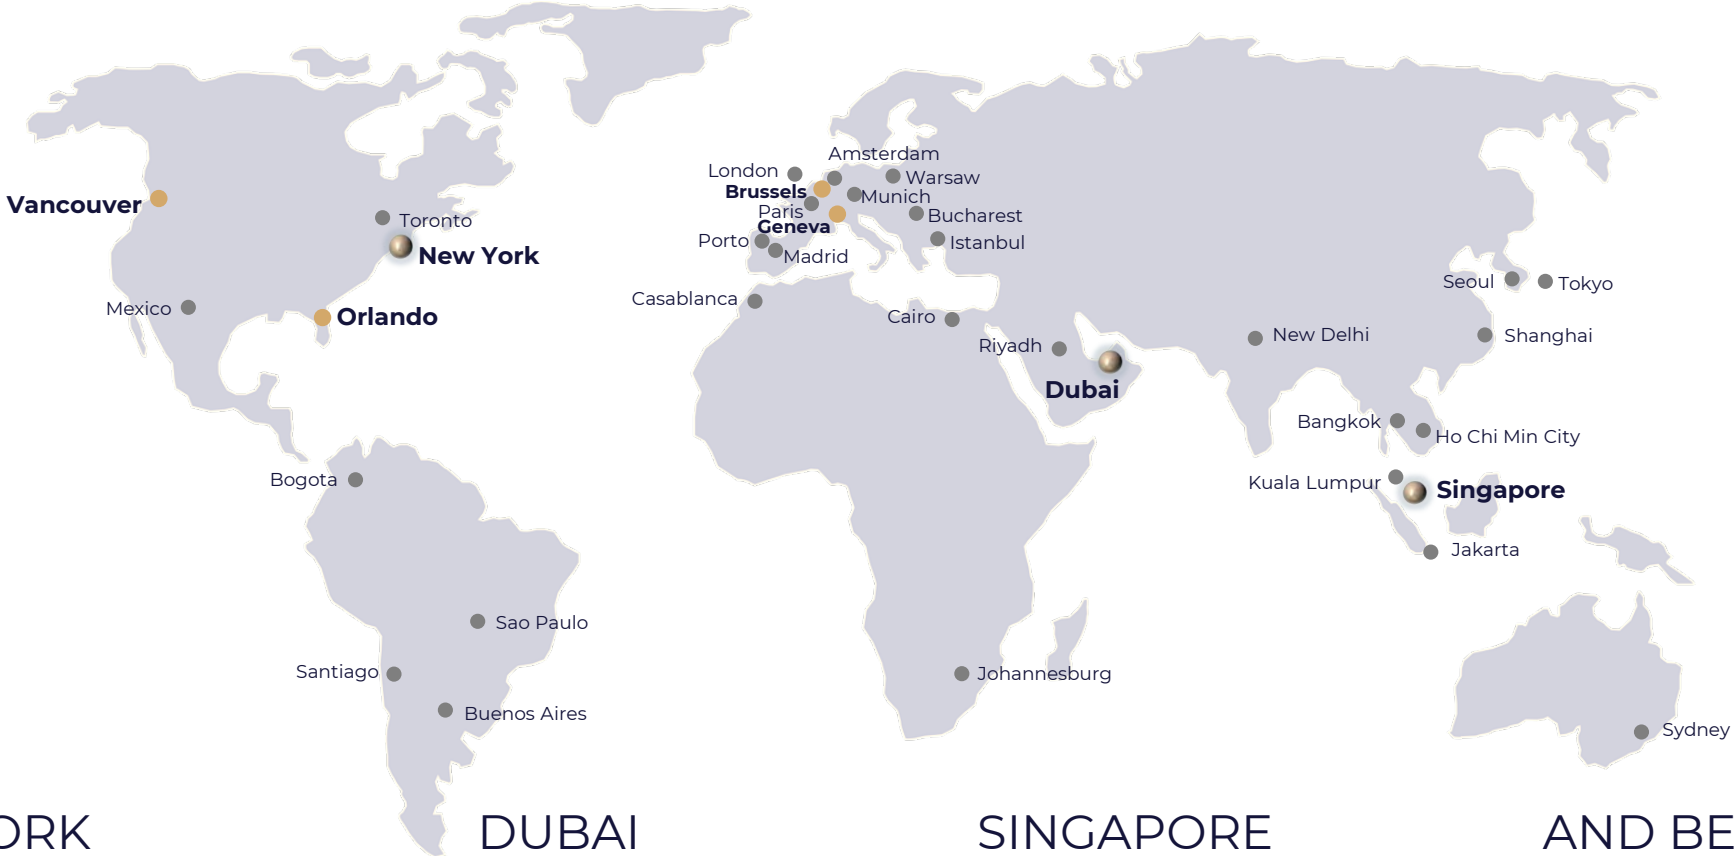 Amsterdam
London
Warsaw
Brussels
Munich
Vancouver
Paris
Bucharest
Toronto
Geneva
Porto
Istanbul
New York
Madrid
Seoul
Tokyo
Casablanca
Mexico
Orlando
Cairo
New Delhi
Shanghai
Riyadh
Dubai
Bangkok
Ho Chi Min City
Bogota
Kuala Lumpur
Singapore
Jakarta
Sao Paulo
Santiago
Johannesburg
Buenos Aires
Sydney
ORK
DUBAI
SINGAPORE
AND BE